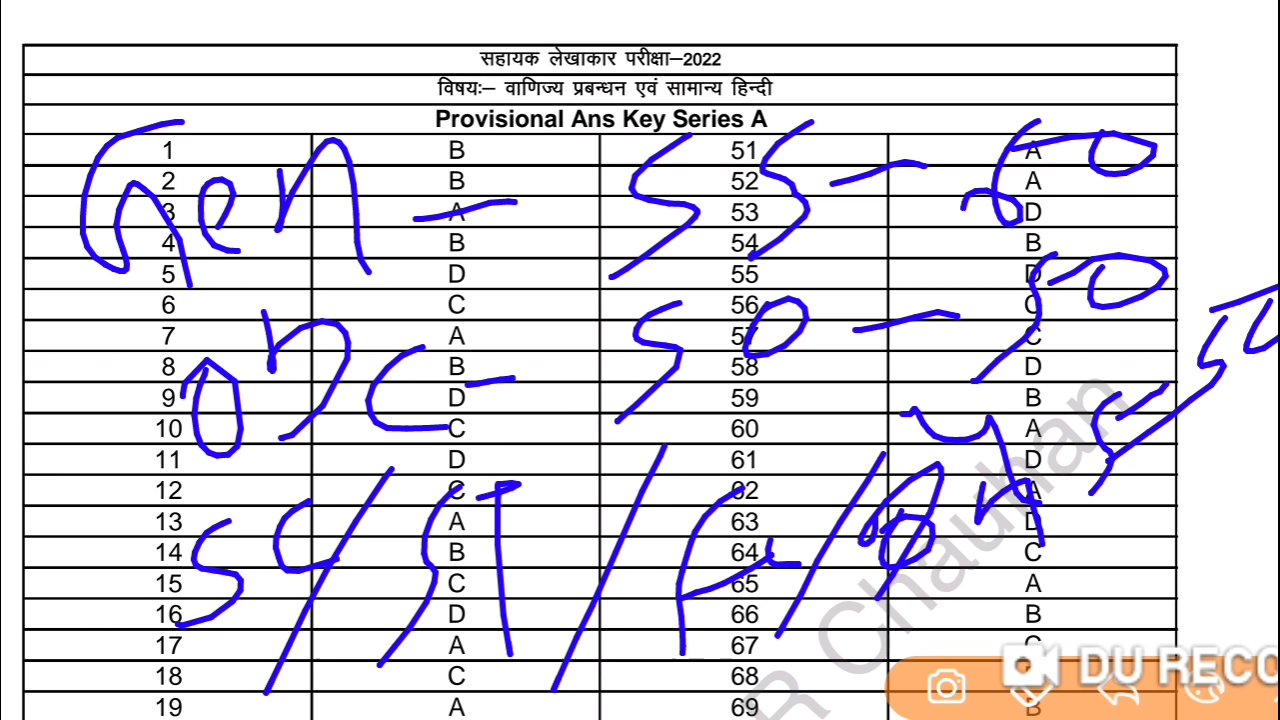 सहायक लेखाकार परीक्षा–2022
विषयः– वाणिज्य प्रबन्धन एवं सामान्य हिन्दी
Provisional Ans Key Series A
1 B 51 A
2 B 52 A
3 A 53 D
4 B 54 B
5 D 55 D
6 C 56 C
7 A 57 C
8 B 58 D
9 D 59 B
10 C 60 A
11 D 61 D
12 C 62 A
13 A 63 D
14 B 64 C
15 C 65 A
16 D 66 B
17 A 67 C
18 C 68
19 A 69 B
Gen – 55 – 60
OBC – 50 –
SC/ST/
R Chauhan
DU RECO